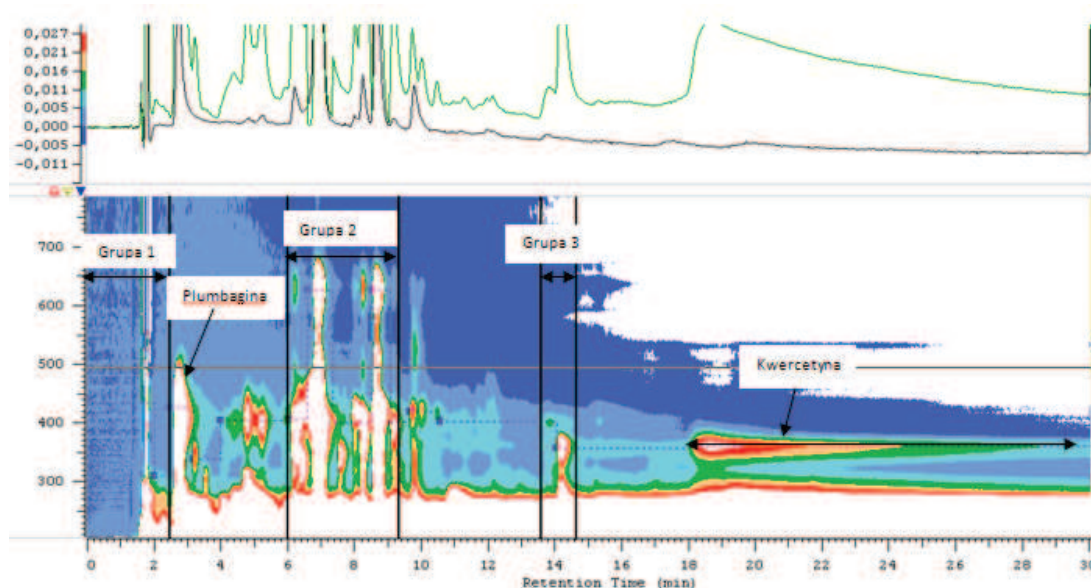 0,027
0,021
0,016
0,011
0,005
0,000
-0,005
-0,011
700
600
500
400
300
Grupa 1
Plumbagina
Grupa 2
Grupa 3
Kwercetyna
0 2 4 6 8 10 12 14 16 18 20 22 24 26 28
Retention Time (min)